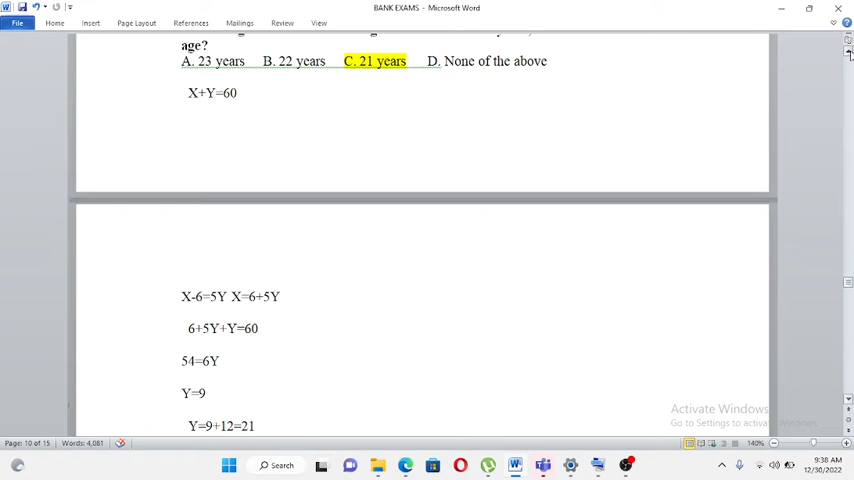 BANK EXAMS - Microsoft Word
File Home Insert Page Layout References Mailings Review View
age?
A. 23 years B. 22 years C. 21 years D. None of the above
X+Y=60
X-6=5Y X=6+5Y
6+5Y+Y=60
54=6Y
Y=9
Y=9+12=21
Activate Windows
Go to Settings to activate Windows.
Page: 10 of 15 Words: 4,081 140%
Search
9:38 AM
12/30/2022